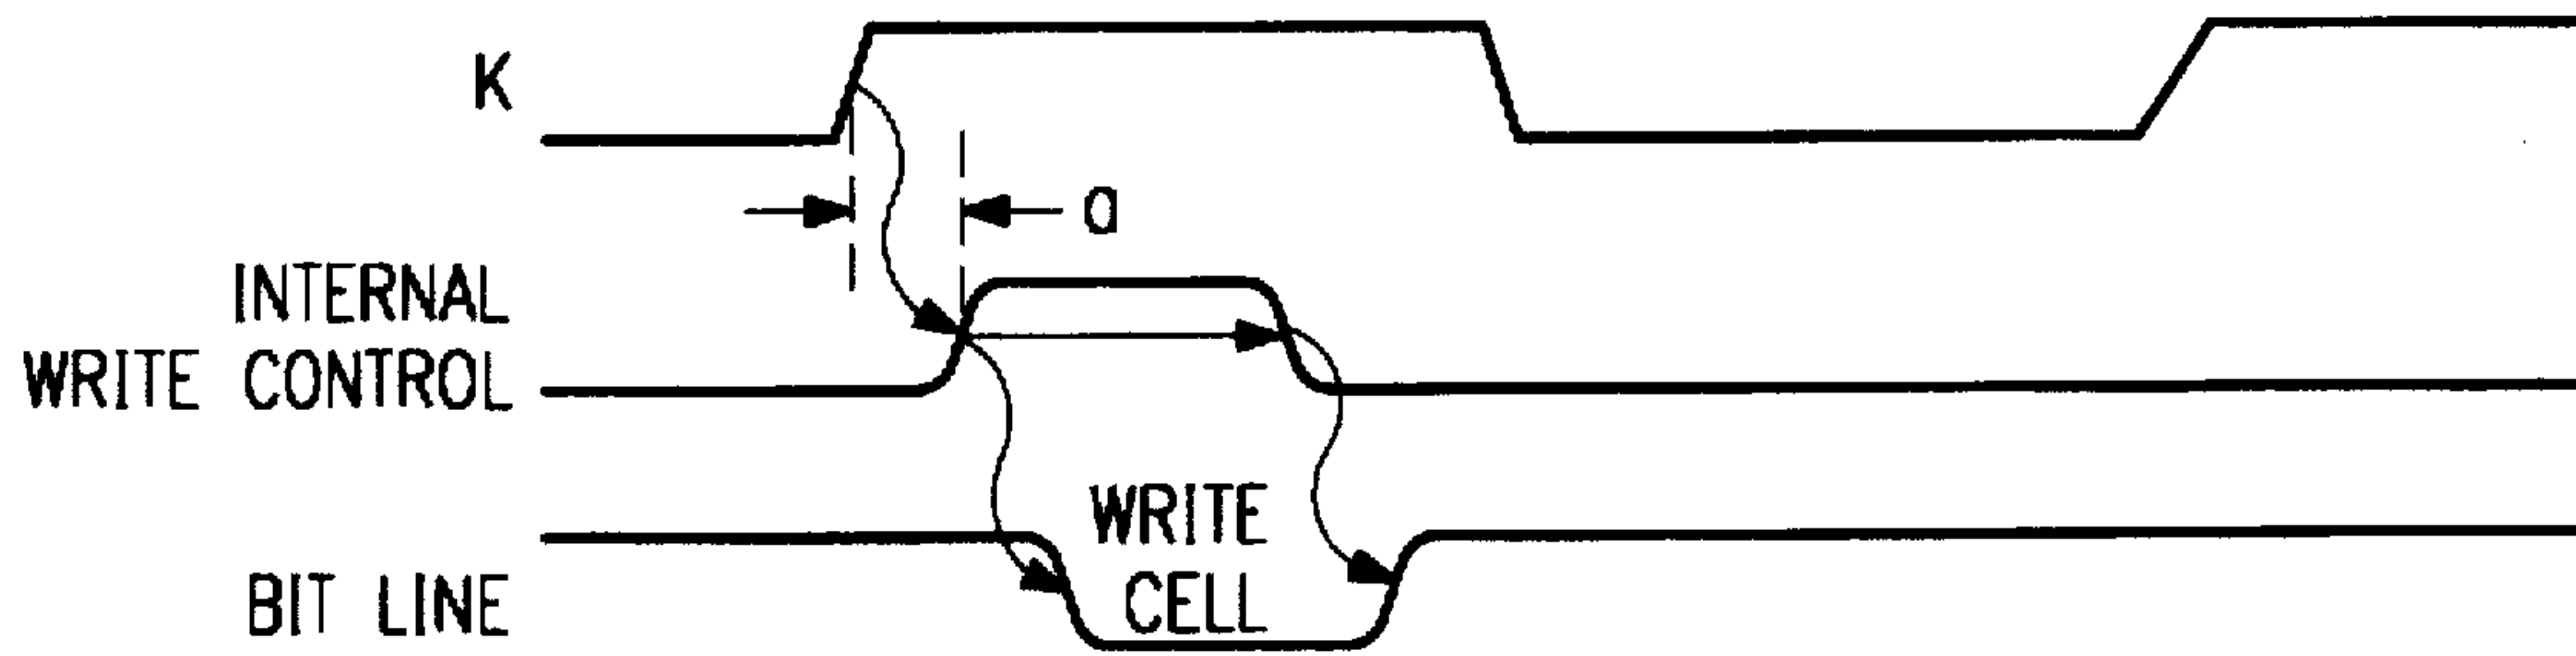 K
a
INTERNAL
WRITE CONTROL
WRITE
CELL
BIT LINE